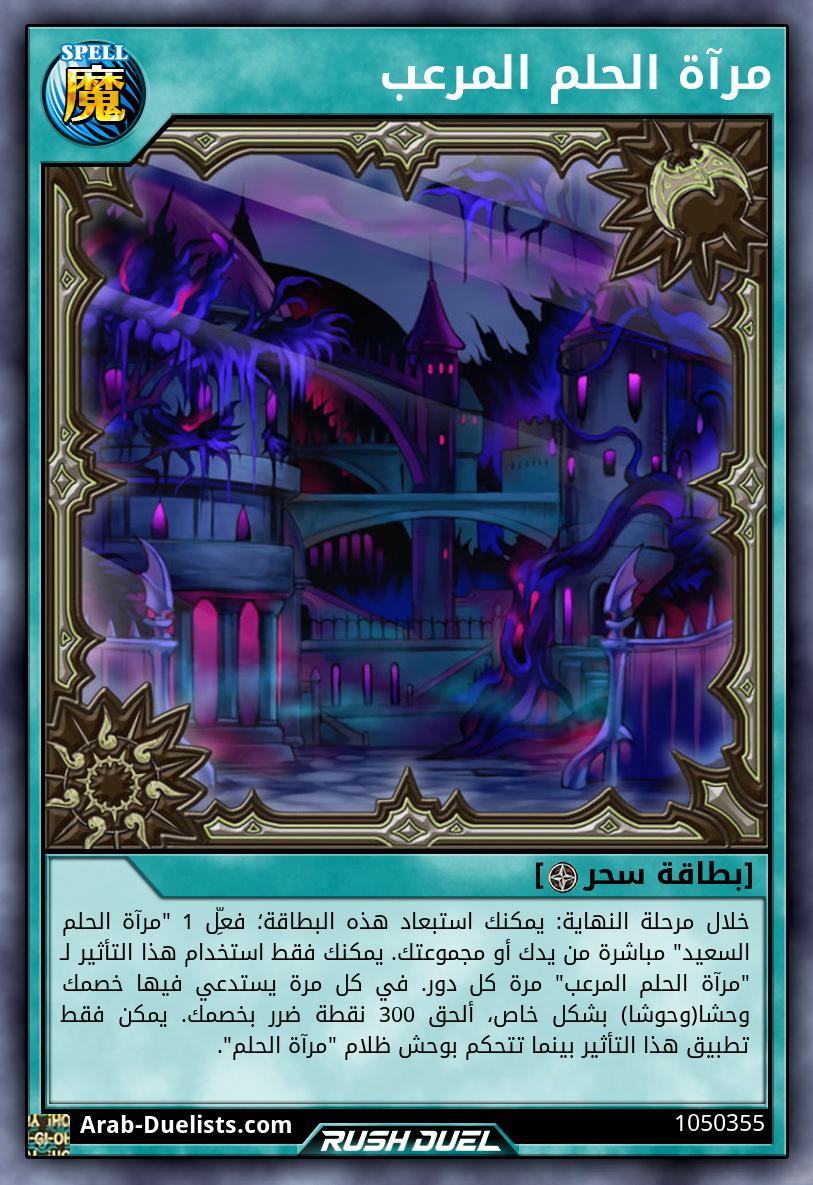 SPELL
魔
مرآة الحلم المرعب
[بطاقة سحر]
خلال مرحلة النهاية: يمكنك استبعاد هذه البطاقة؛ فعِّل 1 "مرآة الحلم
السعيد" مباشرة من يدك أو مجموعتك. يمكنك فقط استخدام هذا التأثير لـ
"مرآة الحلم المرعب" مرة كل دور. في كل مرة يستدعي فيها خصمك
وحشا(وحوشا) بشكل خاص، ألحق 300 نقطة ضرر بخصمك. يمكن فقط
تطبيق هذا التأثير بينما تتحكم بوحش ظلام "مرآة الحلم".
Arab-Duelists.com
RUSH DUEL
1050355